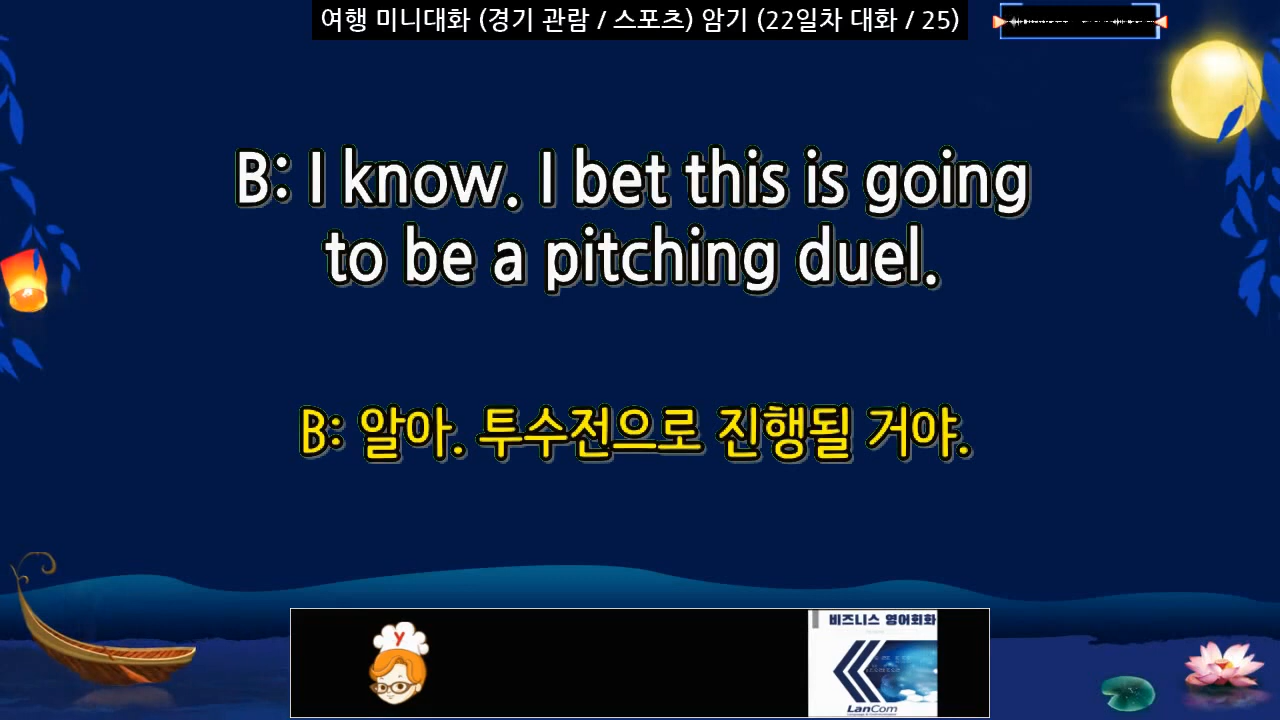 여행 미니대화 (경기 관람 / 스포츠) 암기 (22일차 대화 / 25)
B: I know. I bet this is going
to be a pitching duel.
B: 알아. 투수전으로 진행될 거야.
Y
비즈니스 영어회화
LanCom